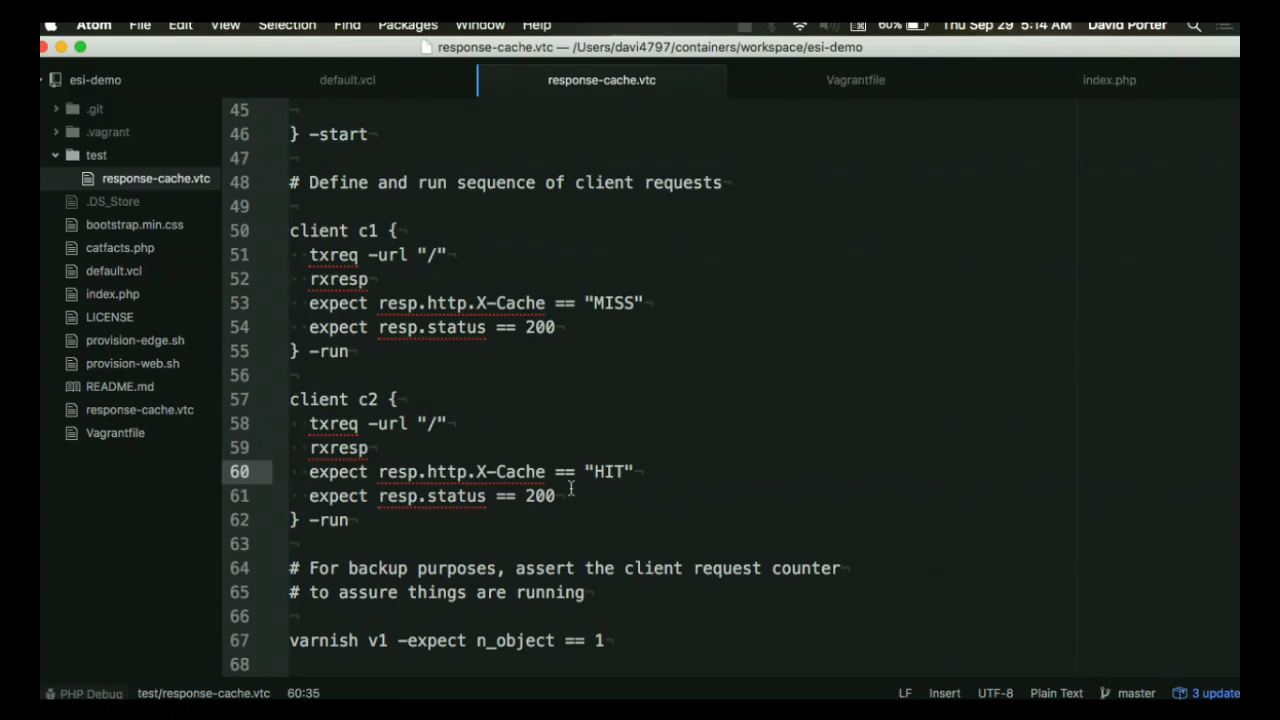 Atom File Edit View Selection Find Packages Window Help 60% Thu Sep 29 5:14 AM David Porter
response-cache.vtc — /Users/davi4797/containers/workspace/esi-demo
esi-demo default.vcl response-cache.vtc Vagrantfile index.php
.git
.vagrant
test
response-cache.vtc
.DS_Store
bootstrap.min.css
catfacts.php
default.vcl
index.php
LICENSE
provision-edge.sh
provision-web.sh
README.md
response-cache.vtc
Vagrantfile
45
46 } -start
47
48 # Define and run sequence of client requests
49
50 client c1 {
51 txreq -url "/"
52 rxresp
53 expect resp.http.X-Cache == "MISS"
54 expect resp.status == 200
55 } -run
56
57 client c2 {
58 txreq -url "/"
59 rxresp
60 expect resp.http.X-Cache == "HIT"
61 expect resp.status == 200
62 } -run
63
64 # For backup purposes, assert the client request counter
65 # to assure things are running
66
67 varnish v1 -expect n_object == 1
68
PHP Debug test/response-cache.vtc 60:35 LF Insert UTF-8 Plain Text master 3 update